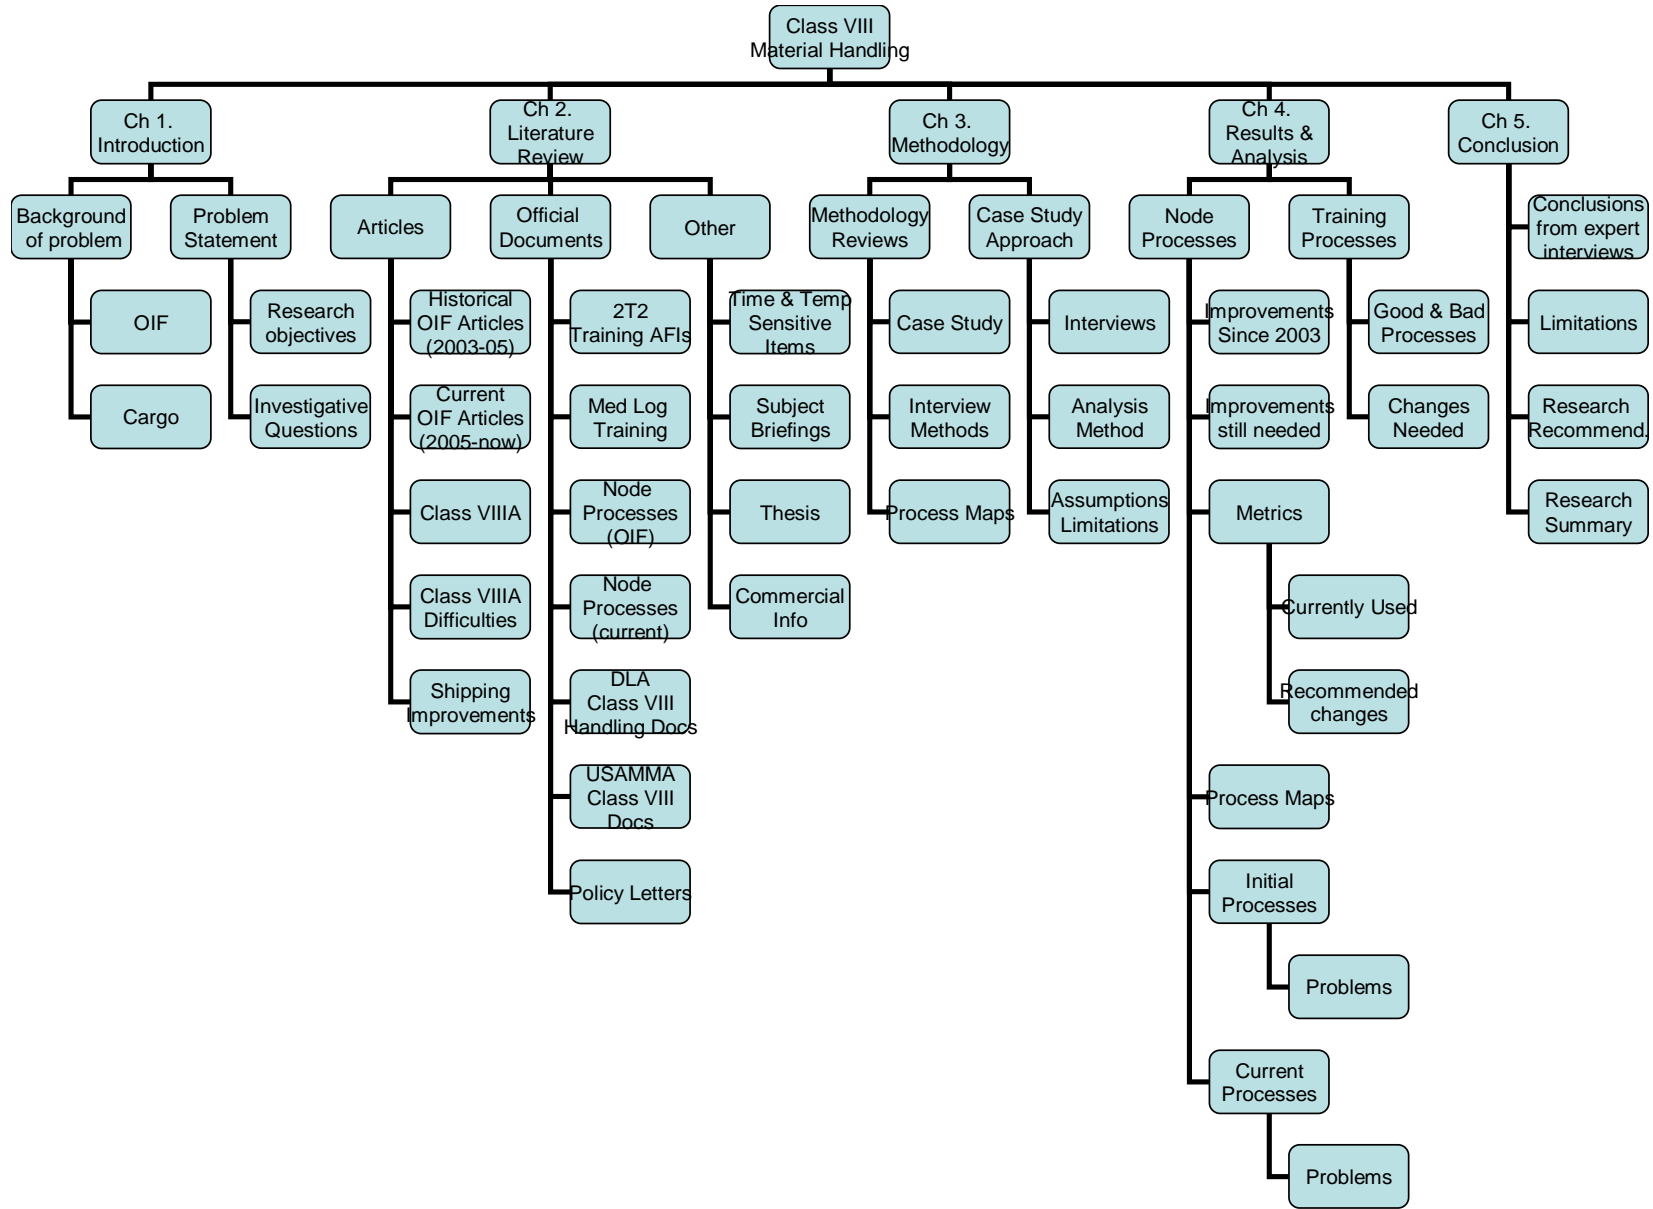 Class VIII
Material Handling
Ch 1.
Introduction
Ch 2.
Literature
Review
Ch 3.
Methodology
Ch 4.
Results &
Analysis
Ch 5.
Conclusion
Background
of problem
Problem
Statement
Articles
Official
Documents
Other
Methodology
Reviews
Case Study
Approach
Node
Processes
Training
Processes
Conclusions
from expert
interviews
OIF
Research
objectives
Historical
OIF Articles
(2003-05)
2T2
Training AFIs
Time & Temp
Sensitive
Items
Case Study
Interviews
Improvements
Since 2003
Good & Bad
Processes
Limitations
Cargo
Investigative
Questions
Current
OIF Articles
(2005-now)
Med Log
Training
Subject
Briefings
Interview
Methods
Analysis
Method
Improvements
still needed
Changes
Needed
Research
Recommend.
Class VIIIA
Node
Processes
(OIF)
Thesis
Process Maps
Assumptions
Limitations
Metrics
Research
Summary
Class VIIIA
Difficulties
Node
Processes
(current)
Commercial
Info
Currently Used
Shipping
Improvements
DLA
Class VIII
Handling Docs
Recommended
changes
USAMMA
Class VIII
Docs
Process Maps
Policy Letters
Initial
Processes
Problems
Current
Processes
Problems